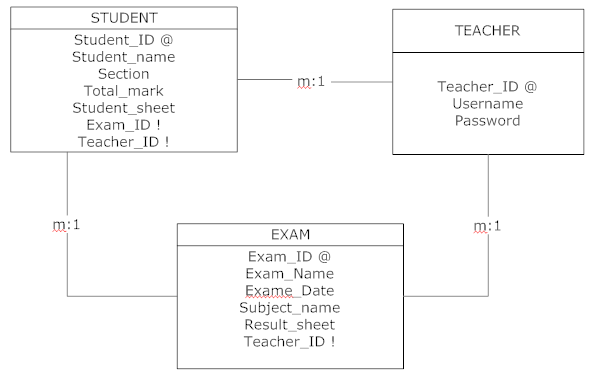 STUDENT
Student_ID @
Student_name
Section
Total_mark
Student_sheet
Exam_ID !
Teacher_ID !
m:1
TEACHER
Teacher_ID @
Username
Password
m:1
m:1
EXAM
Exam_ID @
Exam_Name
Exame_Date
Subject_name
Result_sheet
Teacher_ID !